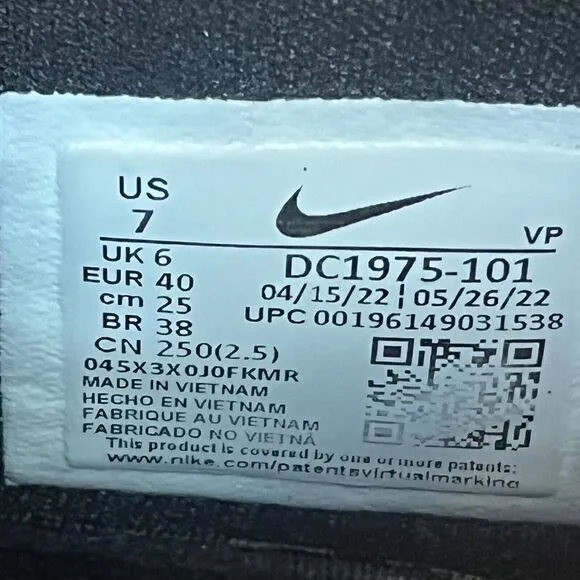 US
7
VP
UK 6
EUR 40
cm 25
BR 38
CN 250(2.5)
DC1975-101
04/15/22 ¦ 05/26/22
UPC 00196149031538
045X3X0J0FKMR
MADE IN VIETNAM
HECHO EN VIETNAM
FABRIQUE AU VIETNAM
FABRICADO NO VIETNÃ
This product is covered by one or more patents:
www.nike.com/patentsvirtualmarking